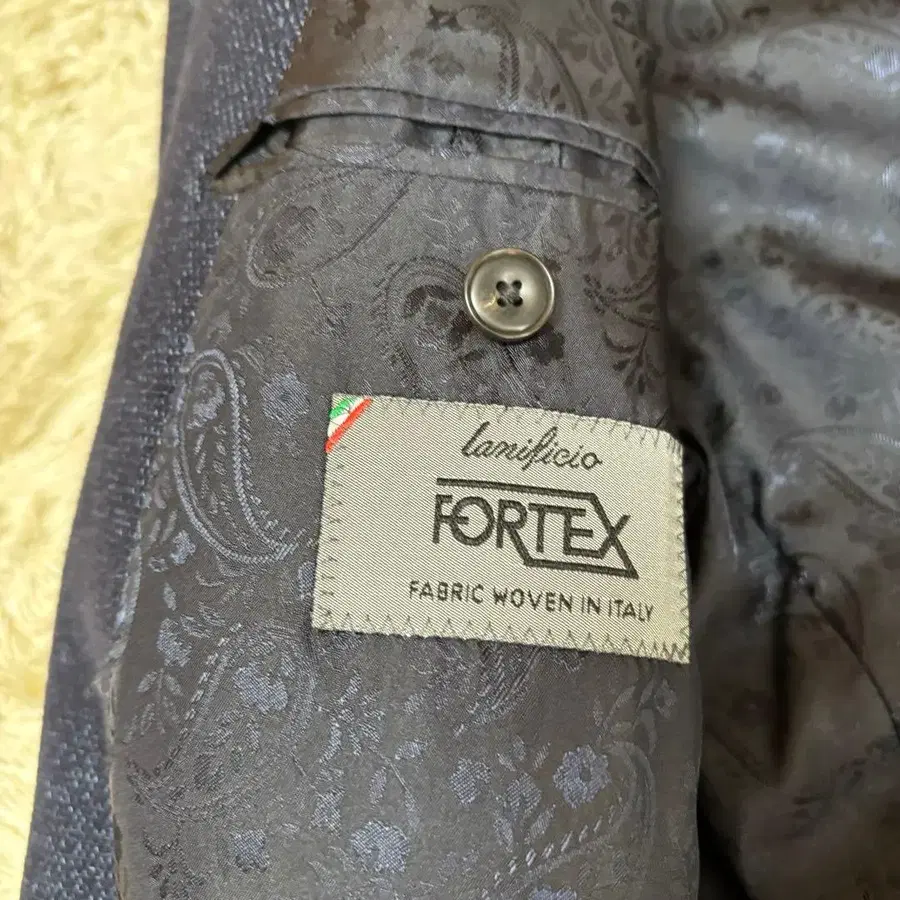 lanificio
FORTEX
FABRIC WOVEN IN ITALY